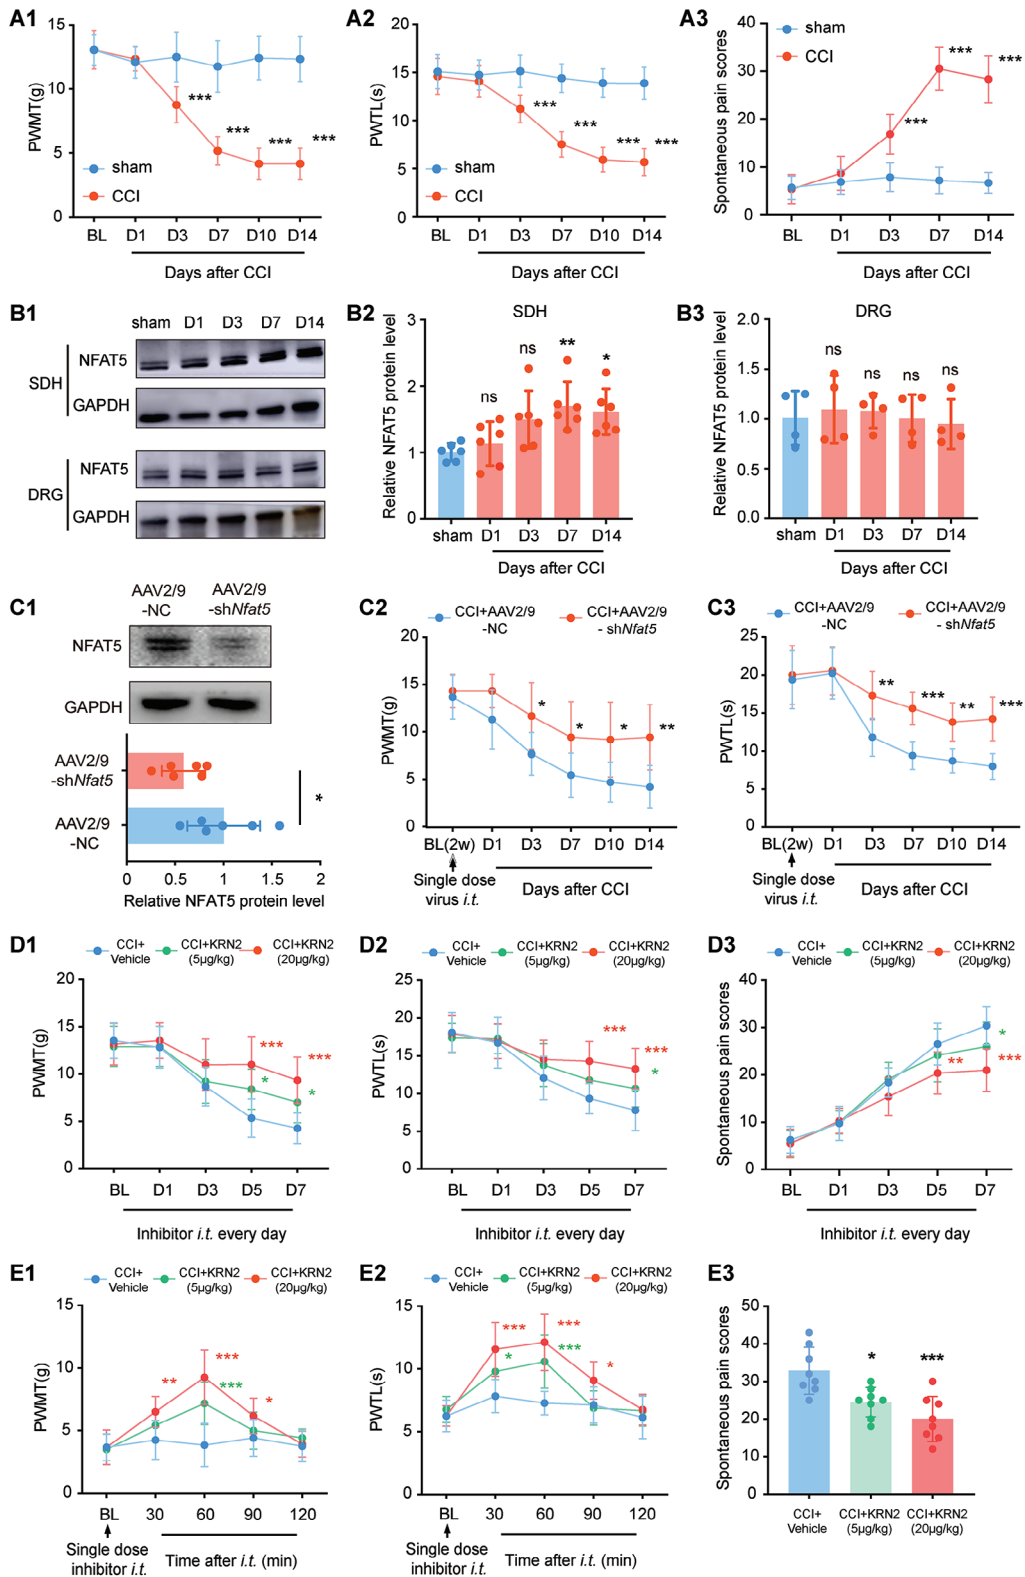 A1
PWMT(g)
15
10
5
0
***
***
***
***
sham
CCI
BL D1 D3 D7 D10 D14
Days after CCI
A2
PWTL(s)
20
15
10
5
0
***
***
***
***
sham
CCI
BL D1 D3 D7 D10 D14
Days after CCI
A3
Spontaneous pain scores
40
30
20
10
0
sham
CCI
***
***
***
BL D1 D3 D7 D14
Days after CCI
B1
sham D1 D3 D7 D14
SDH
NFAT5
GAPDH
DRG
NFAT5
GAPDH
B2
SDH
Relative NFAT5 protein level
3
2
1
0
ns
ns
**
*
sham D1 D3 D7 D14
Days after CCI
B3
DRG
Relative NFAT5 protein level
2.0
1.5
1.0
0.5
0.0
ns
ns
ns
ns
sham D1 D3 D7 D14
Days after CCI
C1
AAV2/9 AAV2/9
-NC -shNfat5
NFAT5
GAPDH
AAV2/9
-shNfat5
AAV2/9
-NC
*
0 0.5 1 1.5 2
Relative NFAT5 protein level
C2
CCI+AAV2/9 CCI+AAV2/9
-NC - shNfat5
PWMT(g)
20
15
10
5
0
*
*
*
**
BL(2w) D1 D3 D7 D10 D14
Single dose
virus i.t.
Days after CCI
C3
CCI+AAV2/9 CCI+AAV2/9
-NC - shNfat5
PWTL(s)
25
20
15
10
5
0
**
***
**
***
BL(2w) D1 D3 D7 D10 D14
Single dose
virus i.t.
Days after CCI
D1
CCI+ CCI+KRN2 CCI+KRN2
Vehicle (5µg/kg) (20µg/kg)
PWMT(g)
20
15
10
5
0
***
***
*
*
BL D1 D3 D5 D7
Inhibitor i.t. every day
D2
CCI+ CCI+KRN2 CCI+KRN2
Vehicle (5µg/kg) (20µg/kg)
PWTL(s)
25
20
15
10
5
0
***
***
*
BL D1 D3 D5 D7
Inhibitor i.t. every day
D3
CCI+ CCI+KRN2 CCI+KRN2
Vehicle (5µg/kg) (20µg/kg)
Spontaneous pain scores
40
30
20
10
0
*
**
***
BL D1 D3 D5 D7
Inhibitor i.t. every day
E1
CCI+ CCI+KRN2 CCI+KRN2
Vehicle (5µg/kg) (20µg/kg)
PWMT(g)
15
10
5
0
**
***
***
*
BL 30 60 90 120
Single dose
inhibitor i.t.
Time after i.t. (min)
E2
CCI+ CCI+KRN2 CCI+KRN2
Vehicle (5µg/kg) (20µg/kg)
PWTL(s)
15
10
5
0
***
*
***
***
*
BL 30 60 90 120
Single dose
inhibitor i.t.
Time after i.t. (min)
E3
Spontaneous pain scores
50
40
30
20
10
0
*
***
CCI+ CCI+KRN2 CCI+KRN2
Vehicle (5µg/kg) (20µg/kg)